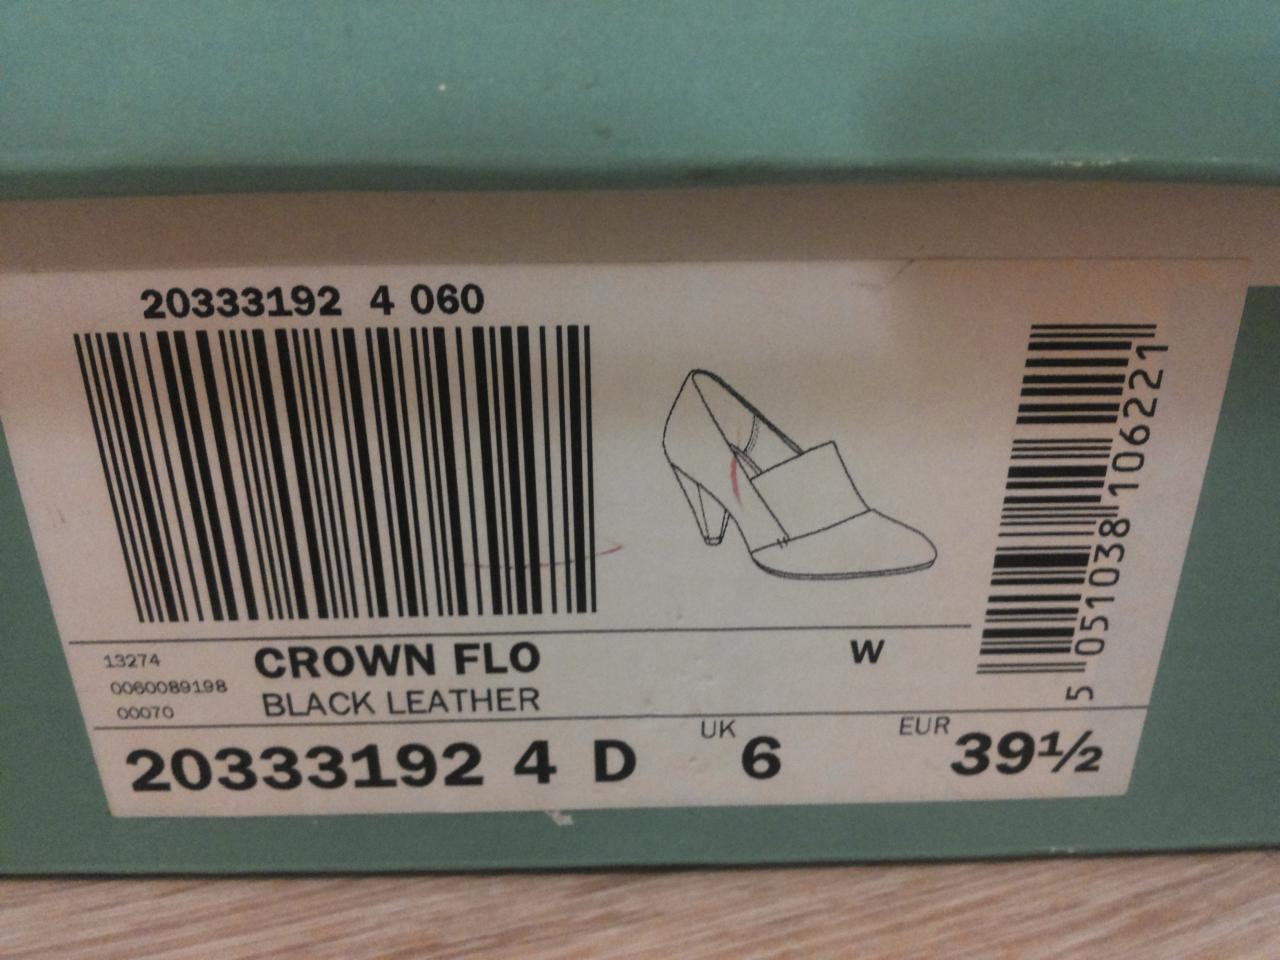 20333192 4 060
5 051038 106221
13274
CROWN FLO
W
0060089198
BLACK LEATHER
00070
20333192 4 D
UK 6
EUR 39½